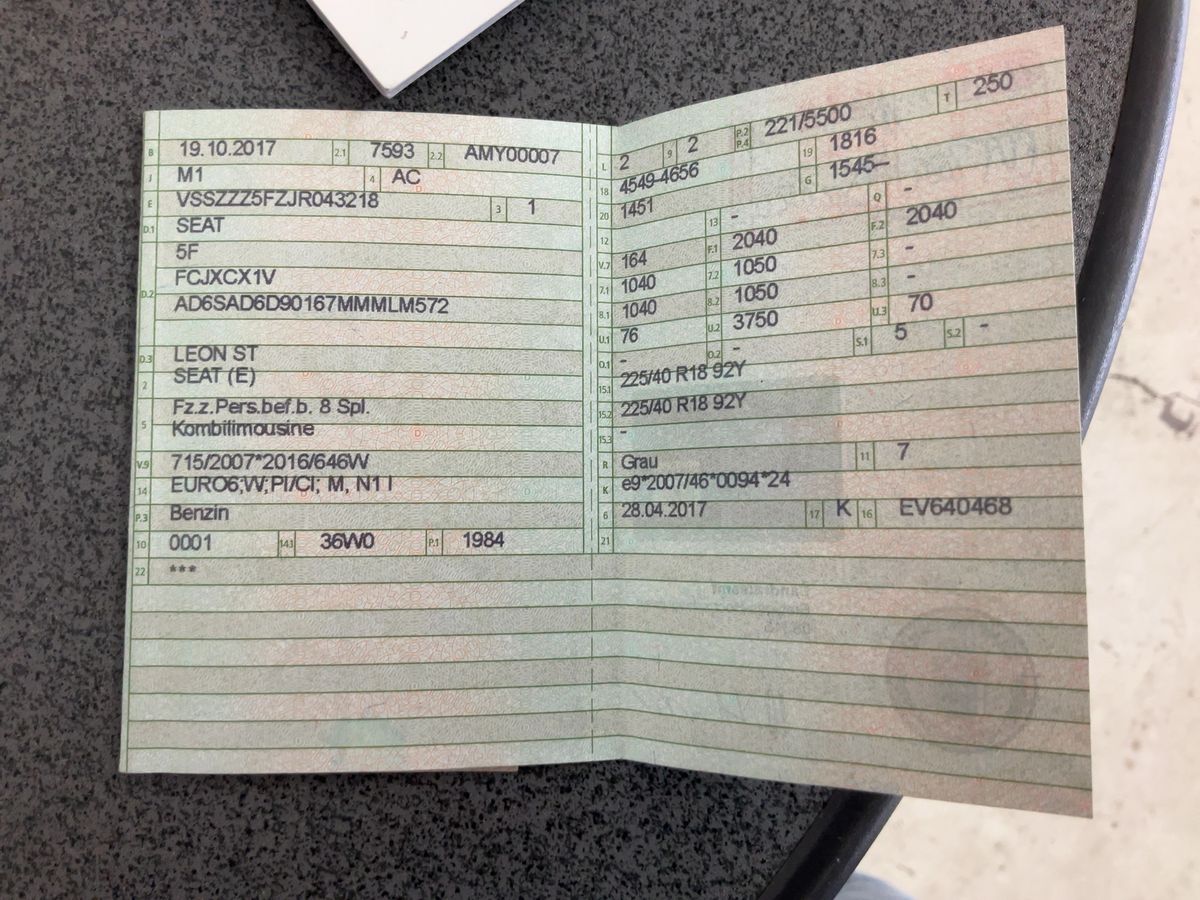 B 19.10.2017 2.1 7593 2.2 AMY00007
J M1 4 AC
E VSSZZZ5FZJR043218 3 1
D.1 SEAT
5F
D.2 FCJXCX1V
AD6SAD6D90167MMMLM572
D.3 LEON ST
2 SEAT (E)
5 Fz.z.Pers.bef.b. 8 Spl.
Kombilimousine
V.9 715/2007*2016/646W
14 EURO6;W;PI/CI; M, N1 I
P.3 Benzin
10 0001 14.1 36W0 P.1 1984
22 ***
L 2 9 2 P.2 P.4 221/5500 T 250
18 4549-4656 19 1816
20 1451 G 1545–
12 13 - Q -
V.7 164 F.1 2040 F.2 2040
7.1 1040 7.2 1050 7.3 -
8.1 1040 8.2 1050 8.3 -
U.1 76 U.2 3750 U.3 70
O.1 - O.2 - S.1 5 S.2 -
15.1 225/40 R18 92Y
15.2 225/40 R18 92Y
15.3 -
R Grau 11 7
K e9*2007/46*0094*24
6 28.04.2017 17 K 16 EV640468
21